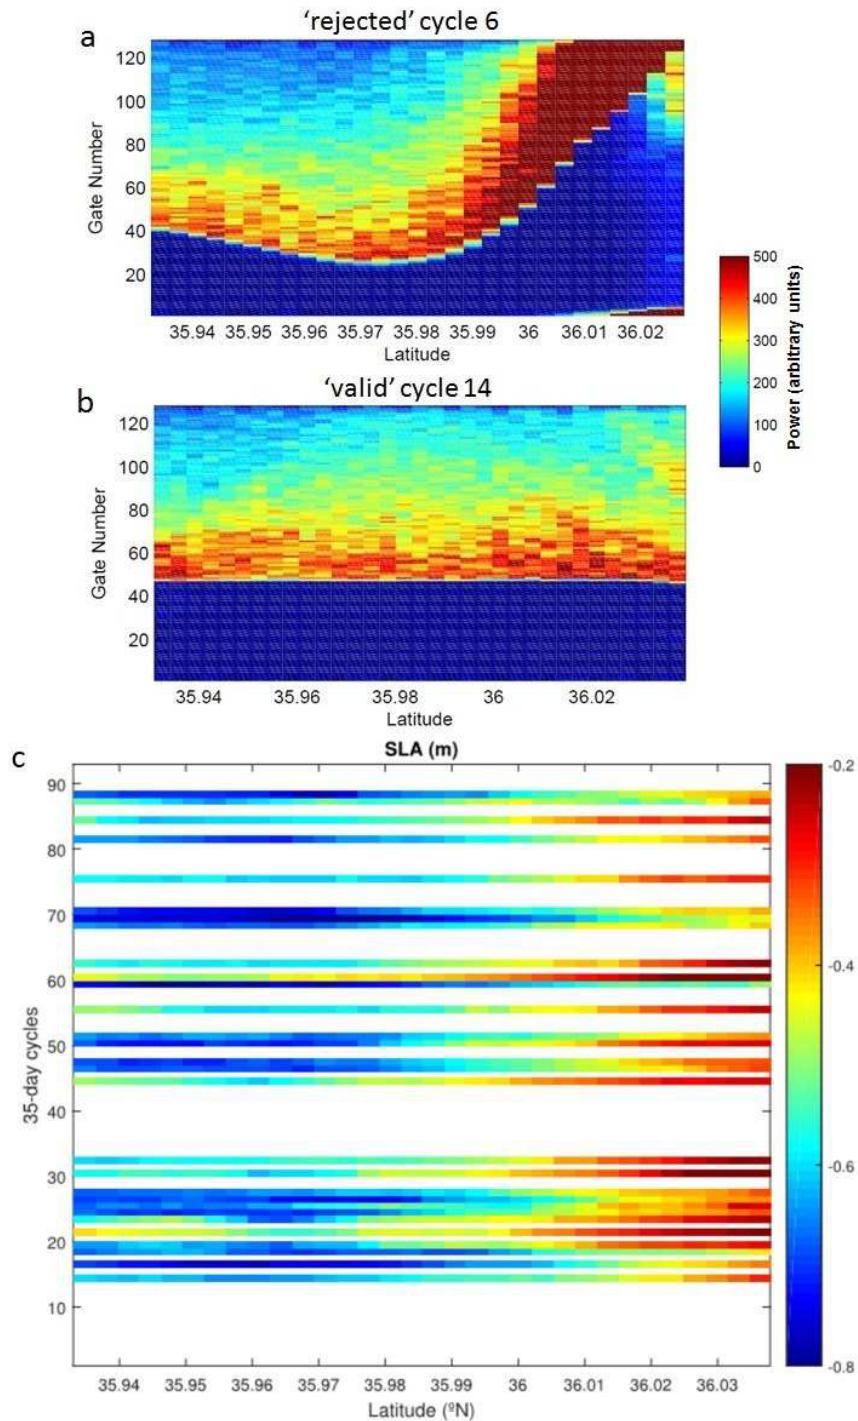 a
'rejected' cycle 6
120
100
80
60
40
20
Gate Number
35.94 35.95 35.96 35.97 35.98 35.99 36 36.01 36.02
Latitude
500
400
300
200
100
0
Power (arbitrary units)
b
'valid' cycle 14
120
100
80
60
40
20
Gate Number
35.94 35.96 35.98 36 36.02
Latitude
c
SLA (m)
90
80
70
60
50
40
30
20
10
35-day cycles
35.94 35.95 35.96 35.97 35.98 35.99 36 36.01 36.02 36.03
Latitude (ºN)
-0.2
-0.4
-0.6
-0.8